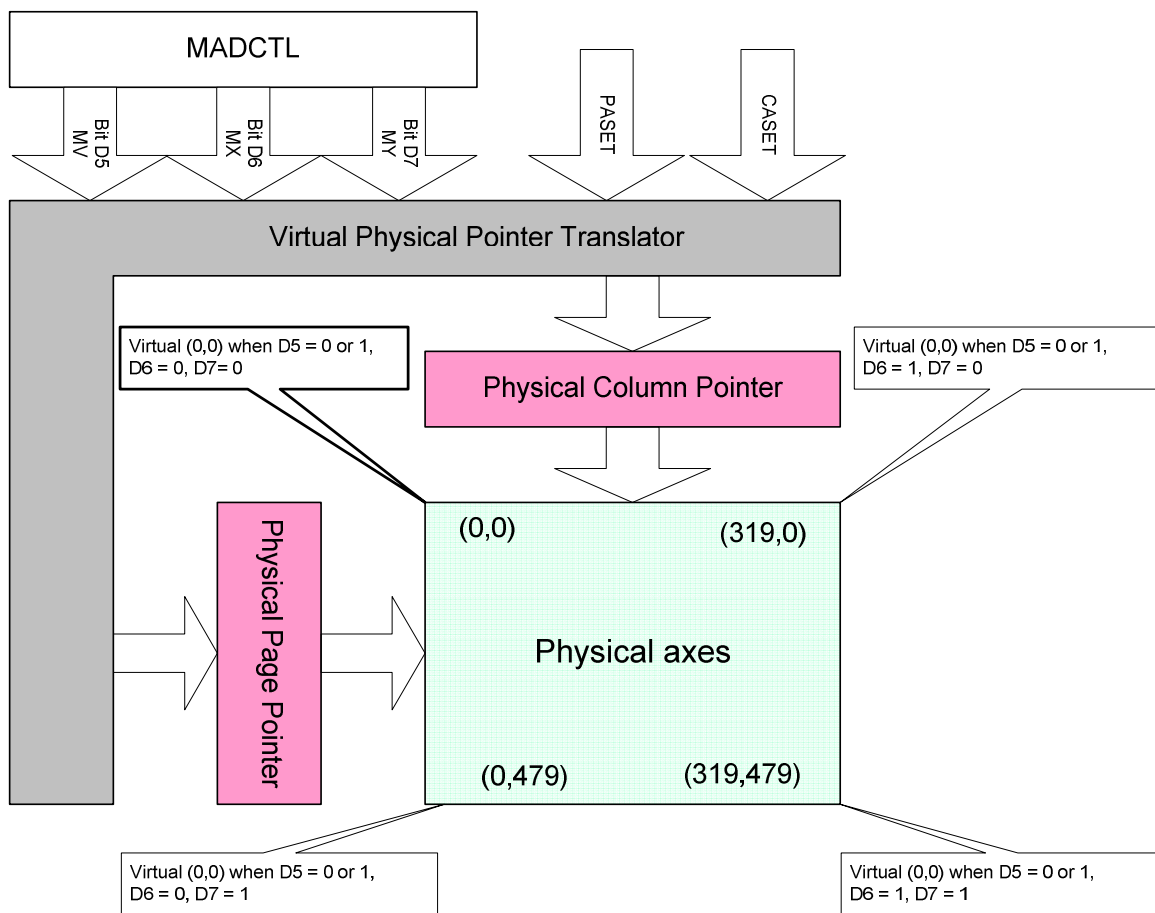 MADCTL
Bit D5
MV
Bit D6
MX
Bit D7
MY
PASET
CASET
Virtual Physical Pointer Translator
Virtual (0,0) when D5 = 0 or 1,
D6 = 0, D7= 0
Physical Column Pointer
Virtual (0,0) when D5 = 0 or 1,
D6 = 1, D7 = 0
Physical Page Pointer
(0,0)
(319,0)
Physical axes
(0,479)
(319,479)
Virtual (0,0) when D5 = 0 or 1,
D6 = 0, D7 = 1
Virtual (0,0) when D5 = 0 or 1,
D6 = 1, D7 = 1